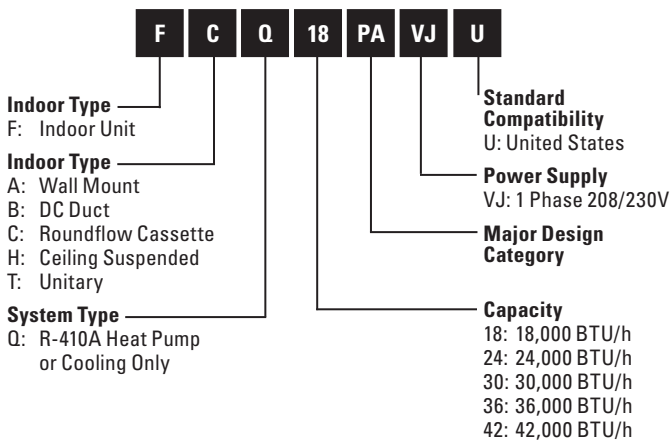 F C Q 18 PA VJ U
Indoor Type
F: Indoor Unit
Indoor Type
A: Wall Mount
B: DC Duct
C: Roundflow Cassette
H: Ceiling Suspended
T: Unitary
System Type
Q: R-410A Heat Pump
or Cooling Only
Standard
Compatibility
U: United States
Power Supply
VJ: 1 Phase 208/230V
Major Design
Category
Capacity
18: 18,000 BTU/h
24: 24,000 BTU/h
30: 30,000 BTU/h
36: 36,000 BTU/h
42: 42,000 BTU/h